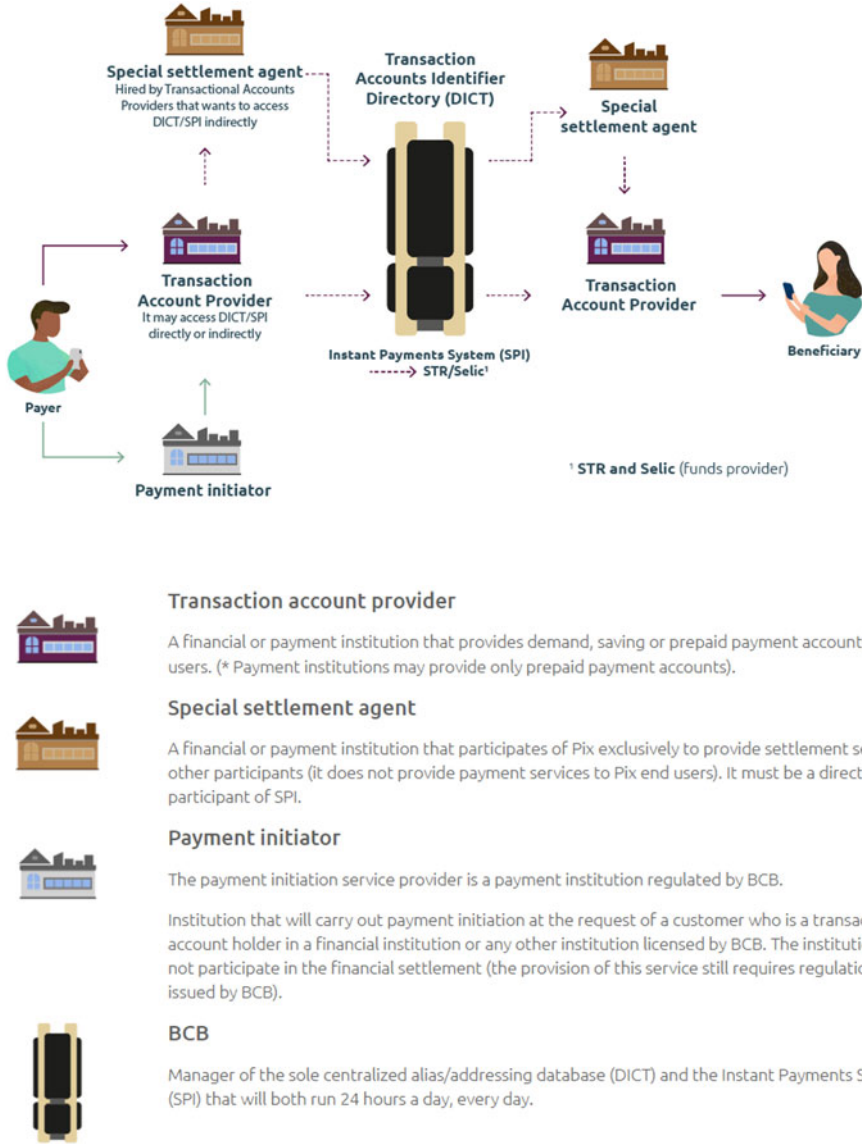 Special settlement agent
Hired by Transactional Accounts
Providers that wants to access
DICT/SPI indirectly
Transaction
Accounts Identifier
Directory (DICT)
Special
settlement agent
Transaction
Account Provider
It may access DICT/SPI
directly or indirectly
Transaction
Account Provider
Instant Payments System (SPI)
STR/Selic¹
Beneficiary
Payer
Payment initiator
¹ STR and Selic (funds provider)
Transaction account provider
A financial or payment institution that provides demand, saving or prepaid payment account
users. (* Payment institutions may provide only prepaid payment accounts).
Special settlement agent
A financial or payment institution that participates of Pix exclusively to provide settlement se
other participants (it does not provide payment services to Pix end users). It must be a direct
participant of SPI.
Payment initiator
The payment initiation service provider is a payment institution regulated by BCB.
Institution that will carry out payment initiation at the request of a customer who is a transac
account holder in a financial institution or any other institution licensed by BCB. The institutio
not participate in the financial settlement (the provision of this service still requires regulatio
issued by BCB).
BCB
Manager of the sole centralized alias/addressing database (DICT) and the Instant Payments S
(SPI) that will both run 24 hours a day, every day.